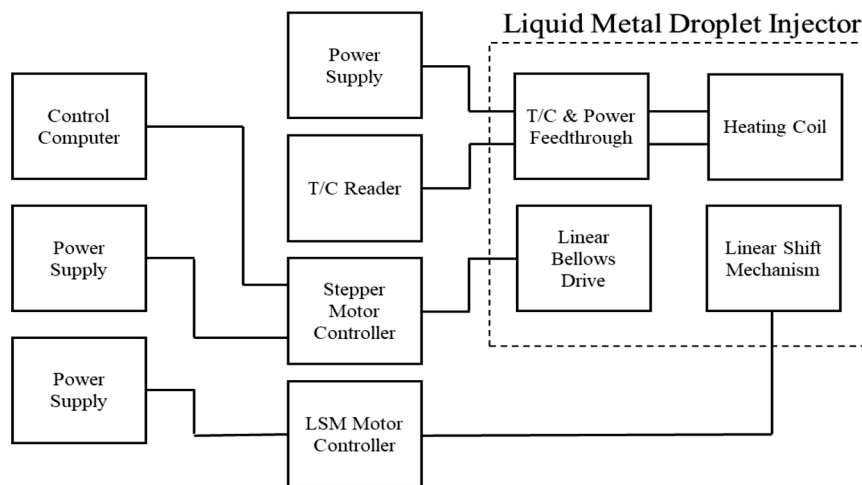 Liquid Metal Droplet Injector
Power
Supply
T/C & Power
Feedthrough
Heating Coil
Control
Computer
T/C Reader
Power
Supply
Linear
Bellows
Drive
Linear Shift
Mechanism
Stepper
Motor
Controller
Power
Supply
LSM Motor
Controller